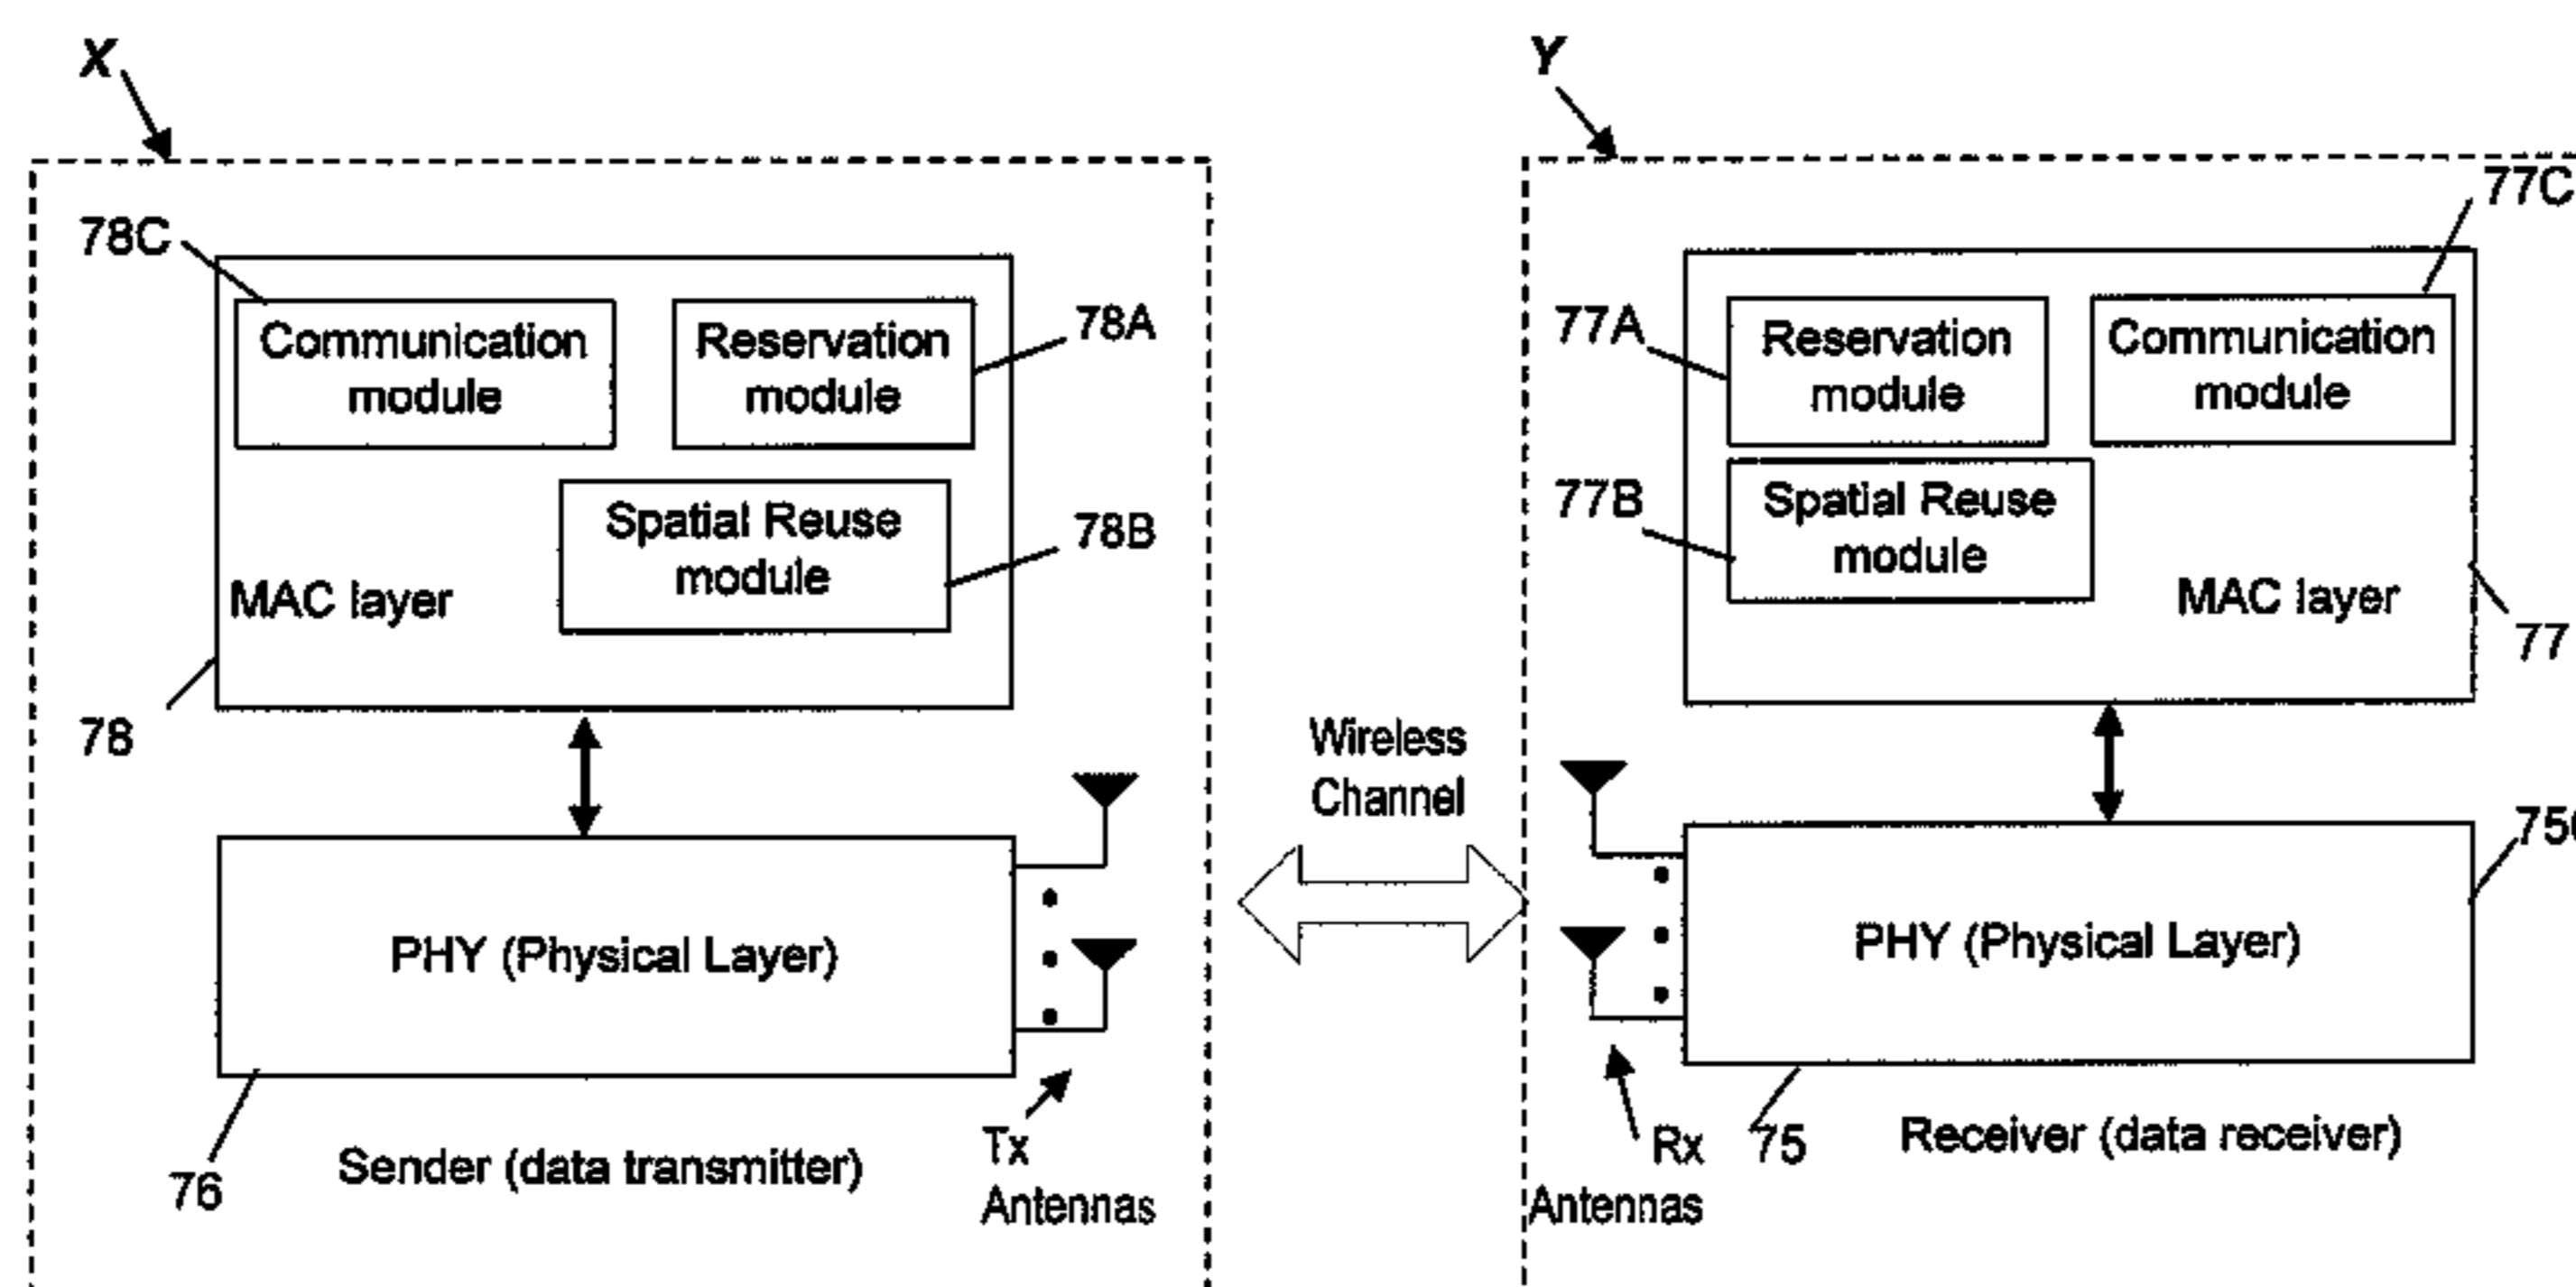 X
Y
77C
78C
Communication
module
Reservation
module
78A
77A
Reservation
module
Communication
module
Spatial Reuse
module
78B
77B
Spatial Reuse
module
MAC layer
MAC layer
77
78
Wireless
Channel
PHY (Physical Layer)
PHY (Physical Layer)
76
Sender (data transmitter)
Tx
Antennas
Rx
Antennas
75
Receiver (data receiver)